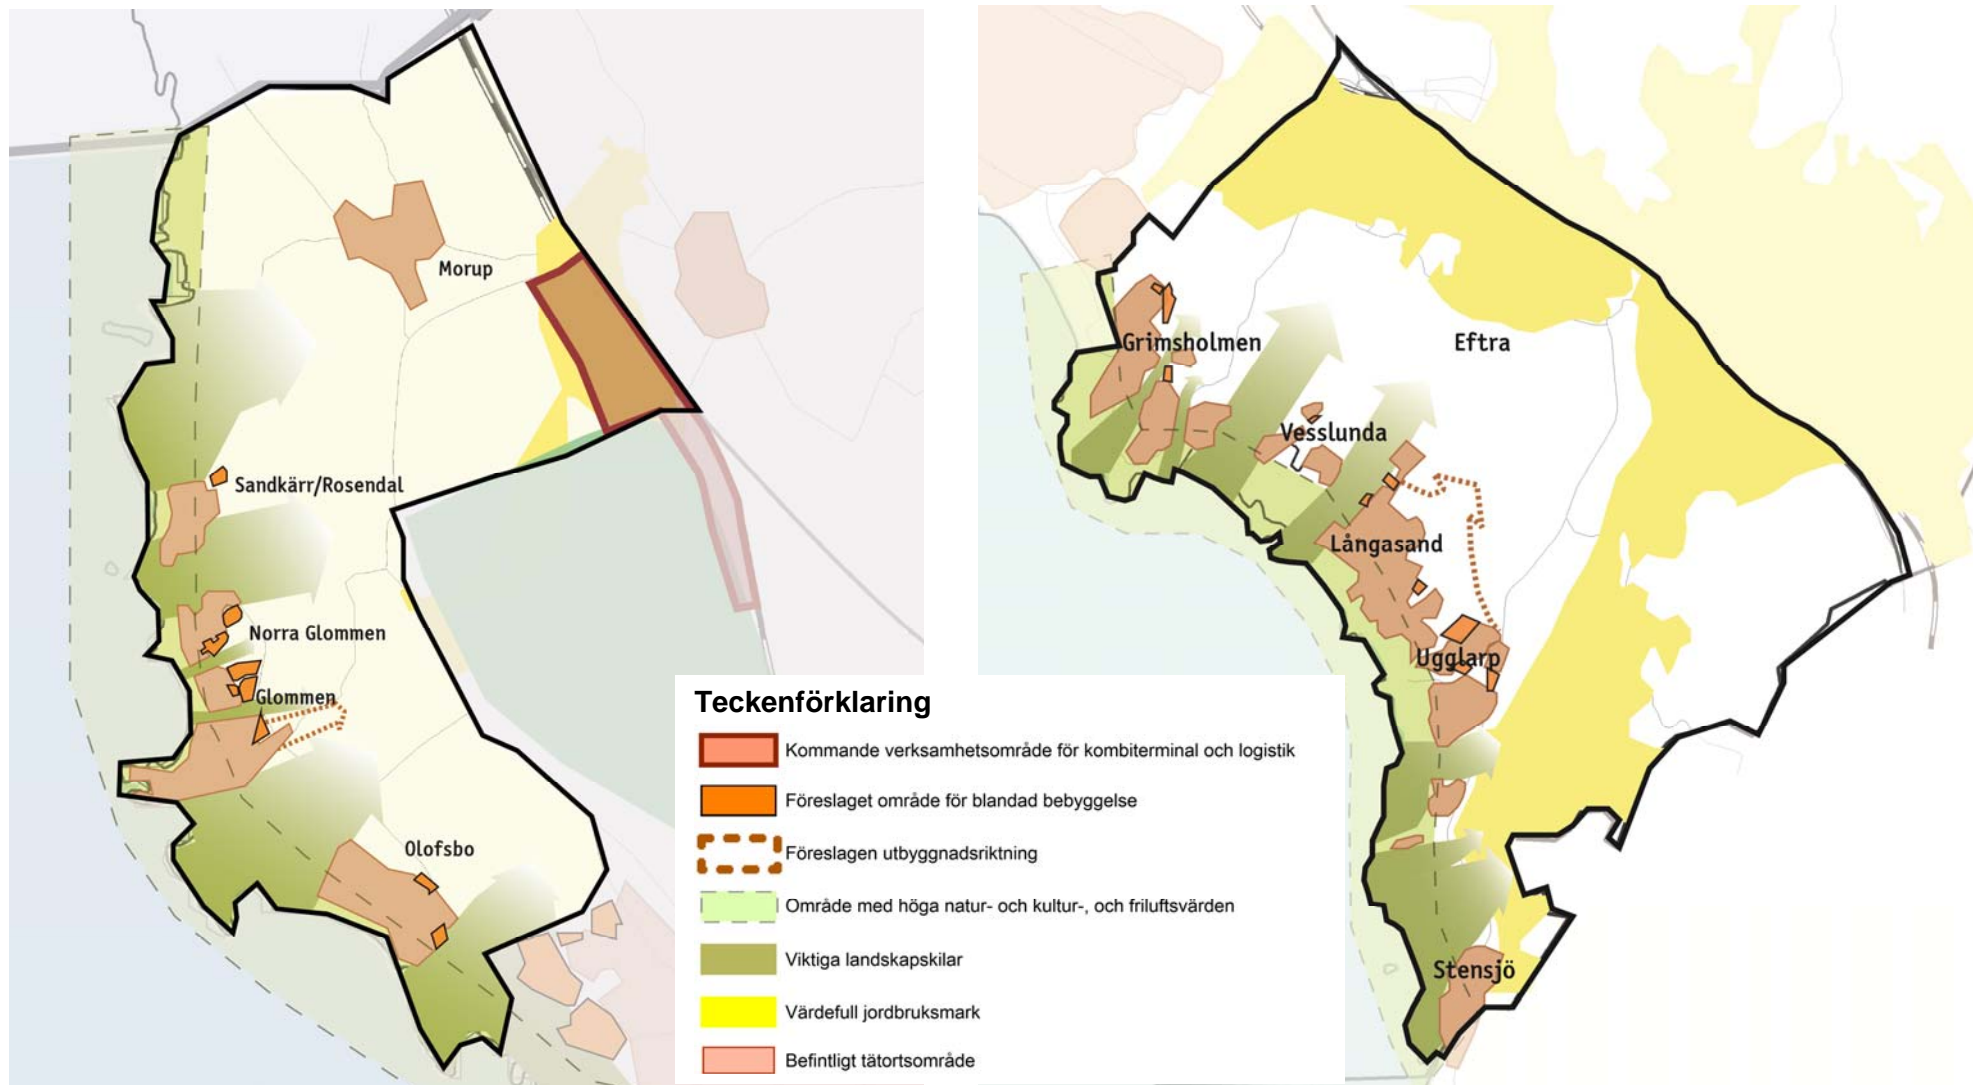 Morup
Sandkärr/Rosendal
Norra Glommen
Glommen
Olofsbo
Grimsholmen
Eftra
Vesslunda
Långasand
Ugglarp
Stensjö
Teckenförklaring
Kommande verksamhetsområde för kombiterminal och logistik
Föreslaget område för blandad bebyggelse
Föreslagen utbyggnadsriktning
Område med höga natur- och kultur-, och friluftsvärden
Viktiga landskapskilar
Värdefull jordbruksmark
Befintligt tätortsområde